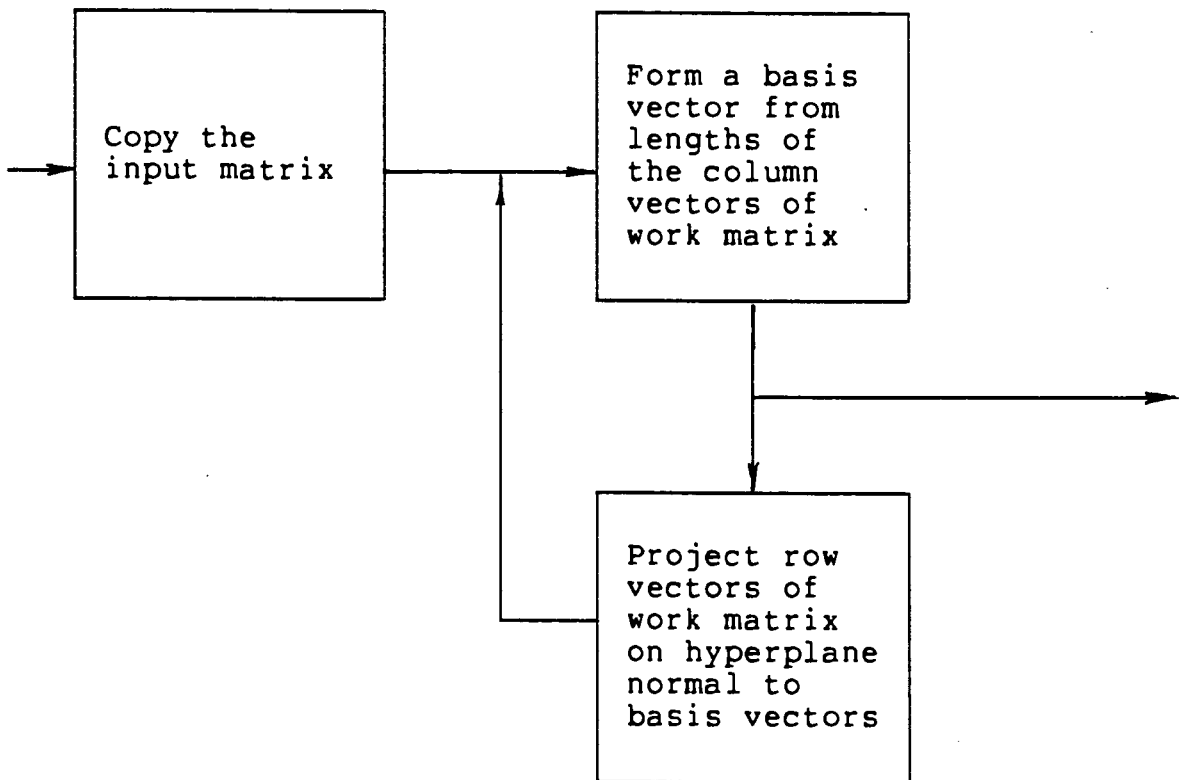 Copy the
input matrix
Form a basis
vector from
lengths of
the column
vectors of
work matrix
Project row
vectors of
work matrix
on hyperplane
normal to
basis vectors